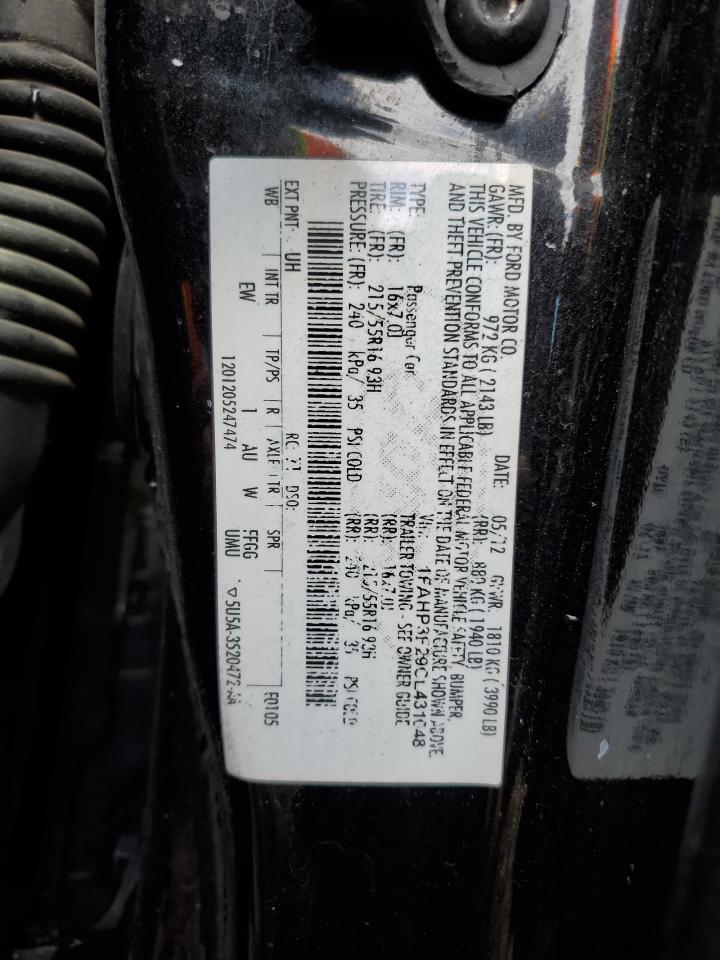 MFD. BY FORD MOTOR CO. DATE: 05/12 GVWR: 1810 KG ( 3990 LB)
GAWR:(FR): 972 KG ( 2143 LB) (RR): 880 KG ( 1940 LB)
THIS VEHICLE CONFORMS TO ALL APPLICABLE FEDERAL MOTOR VEHICLE SAFETY, BUMPER,
AND THEFT PREVENTION STANDARDS IN EFFECT ON THE DATE OF MANUFACTURE SHOWN ABOVE.
VIN: 1FAHP3F29CL431048
TYPE: Passenger Car TRAILER TOWING - SEE OWNER GUIDE
RIM: (FR): 16x7.0J (RR): 16x7.0J
TIRE: (FR): 215/55R16 93H (RR): 215/55R16 93H
PRESSURE: (FR): 240 kPa/ 35 PSI COLD (RR): 240 kPa/ 35 PSI COLD
EXT PNT: UH RC: 21 DSO: F0105
WB INT TR TP/PS R AXLE TR SPR
EW 1 AU W FFGG
1201205247474 UMU ▽5U5A-3520472-AA